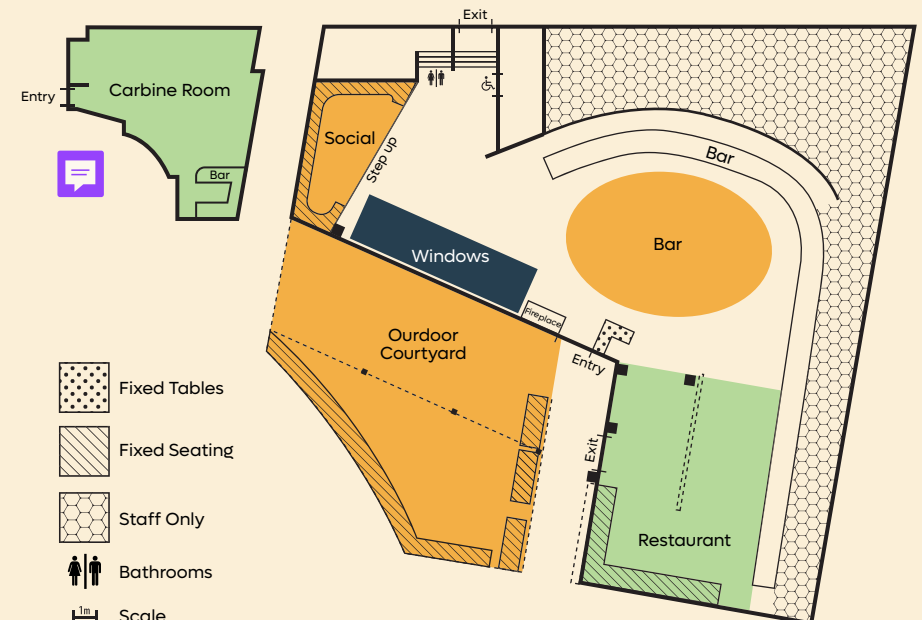 Exit
Carbine Room
Entry
Bar
Social
Step up
Bar
Bar
Windows
Fireplace
Ourdoor
Courtyard
Entry
Exit
Restaurant
Fixed Tables
Fixed Seating
Staff Only
Bathrooms
1m
Scale